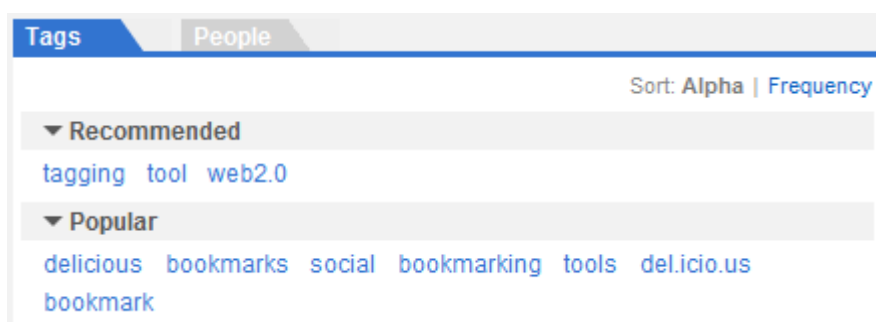 Tags People
Sort: Alpha | Frequency
Recommended
tagging tool web2.0
Popular
delicious bookmarks social bookmarking tools del.icio.us
bookmark